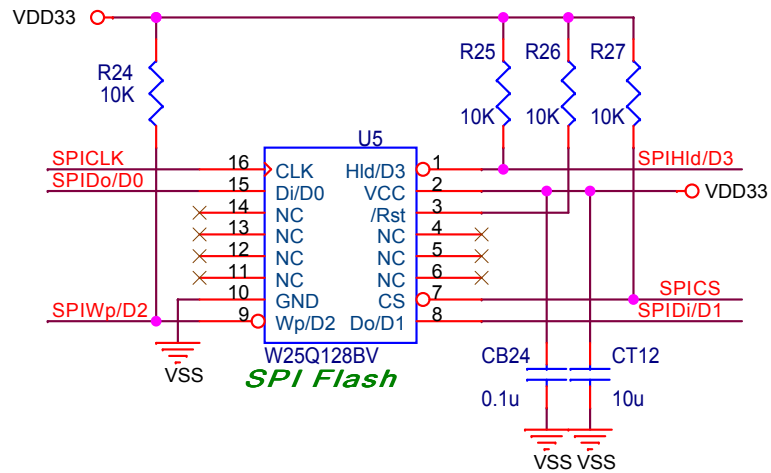 VDD33
R24
10K
R25
10K
R26
10K
R27
10K
U5
SPICLK
16
CLK
Hld/D3
1
SPIHld/D3
SPIDo/D0
15
Di/D0
VCC
2
VDD33
14
NC
/Rst
3
13
NC
NC
4
12
NC
NC
5
11
NC
NC
6
10
GND
CS
7
SPICS
SPIWp/D2
9
Wp/D2
Do/D1
8
SPIDi/D1
W25Q128BV
SPI Flash
VSS
CB24
0.1u
CT12
10u
VSS
VSS